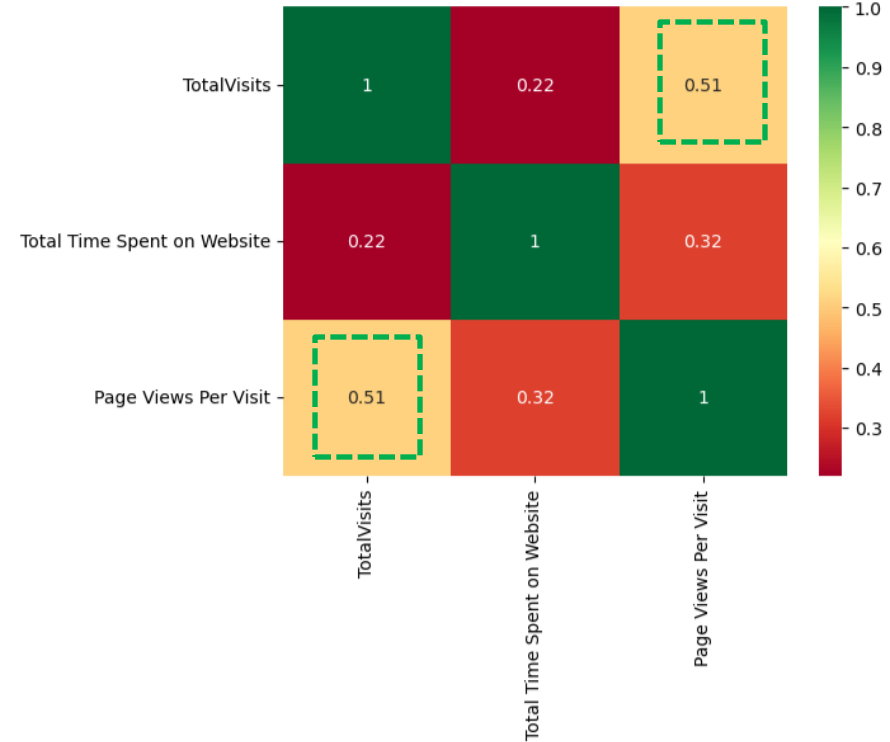 TotalVisits
1
0.22
0.51
Total Time Spent on Website
0.22
1
0.32
Page Views Per Visit
0.51
0.32
1
TotalVisits
Total Time Spent on Website
Page Views Per Visit
1.0
0.9
0.8
0.7
0.6
0.5
0.4
0.3